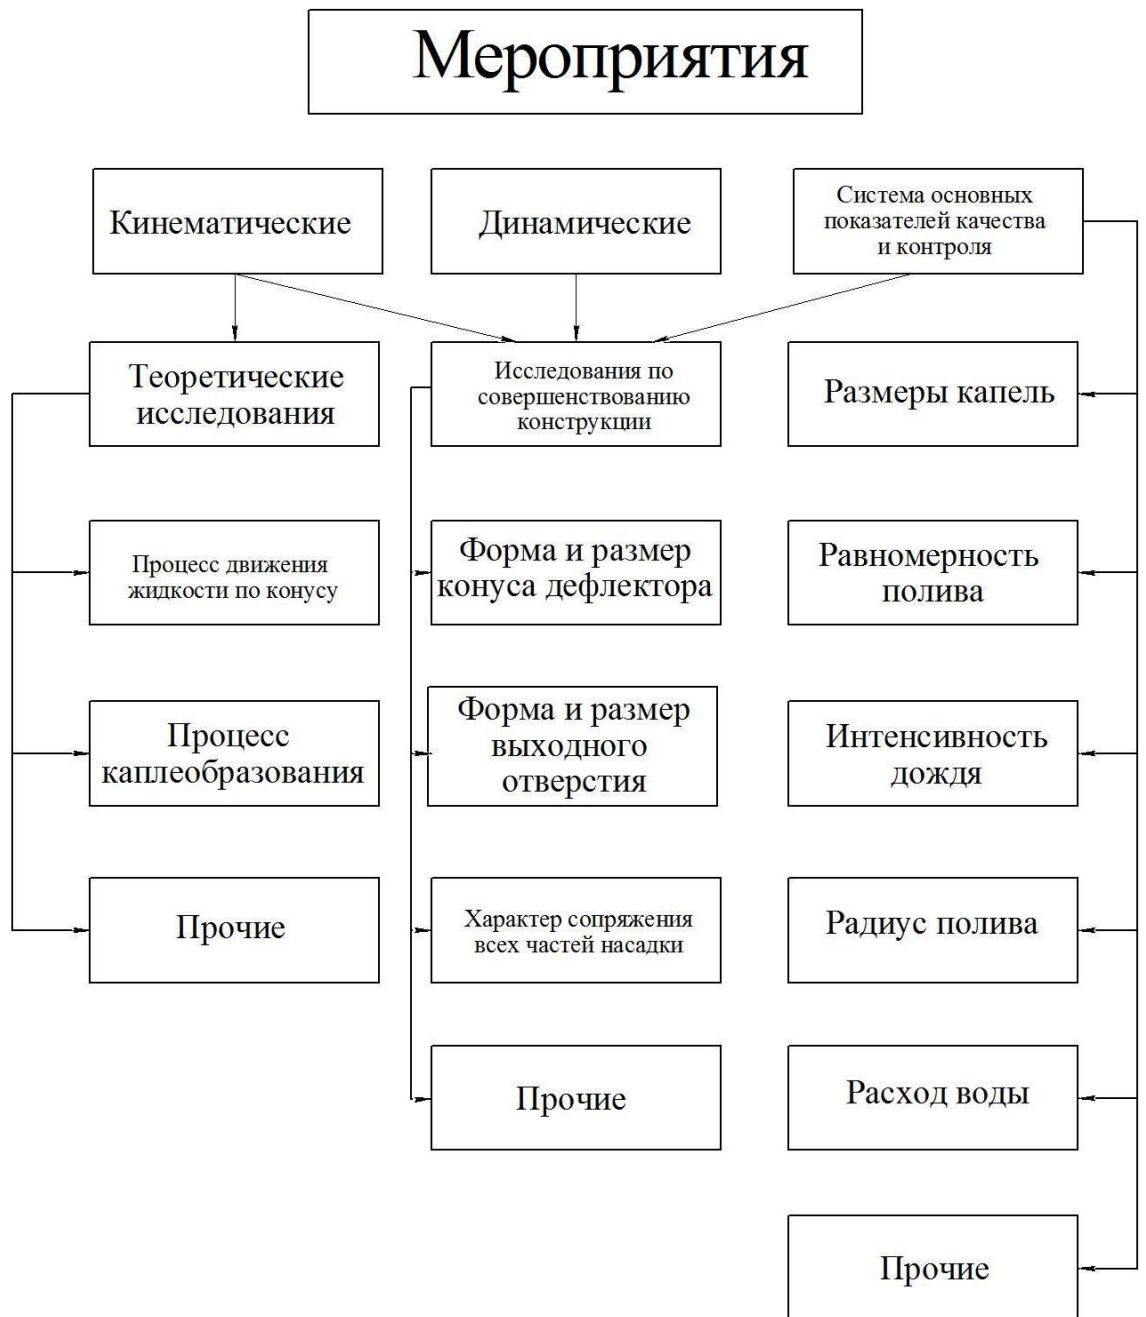 Мероприятия
Кинематические
Динамические
Система основных
показателей качества
и контроля
Теоретические
исследования
Исследования по
совершенствованию
конструкции
Размеры капель
Процесс движения
жидкости по конусу
Форма и размер
конуса дефлектора
Равномерность
полива
Процесс
каплеобразования
Форма и размер
выходного
отверстия
Интенсивность
дождя
Прочие
Характер сопряжения
всех частей насадки
Радиус полива
Прочие
Расход воды
Прочие